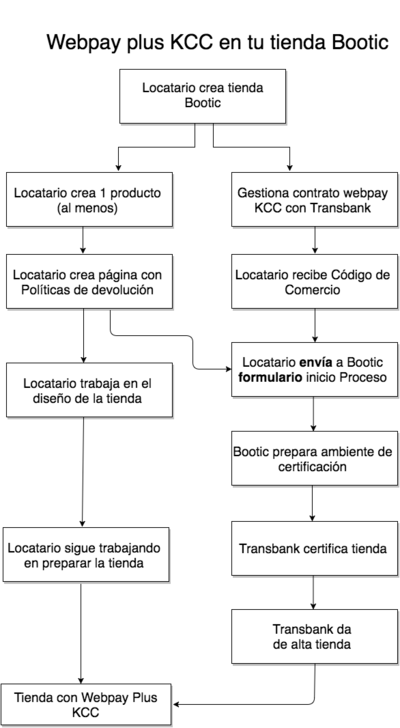 Webpay plus KCC en tu tienda Bootic
Locatario crea tienda
Bootic
Locatario crea 1 producto
(al menos)
Gestiona contrato webpay
KCC con Transbank
Locatario crea página con
Políticas de devolución
Locatario recibe Código de
Comercio
Locatario envía a Bootic
formulario inicio Proceso
Locatario trabaja en el
diseño de la tienda
Bootic prepara ambiente de
certificación
Locatario sigue trabajando
en preparar la tienda
Transbank certifica tienda
Transbank da
de alta tienda
Tienda con Webpay Plus
KCC